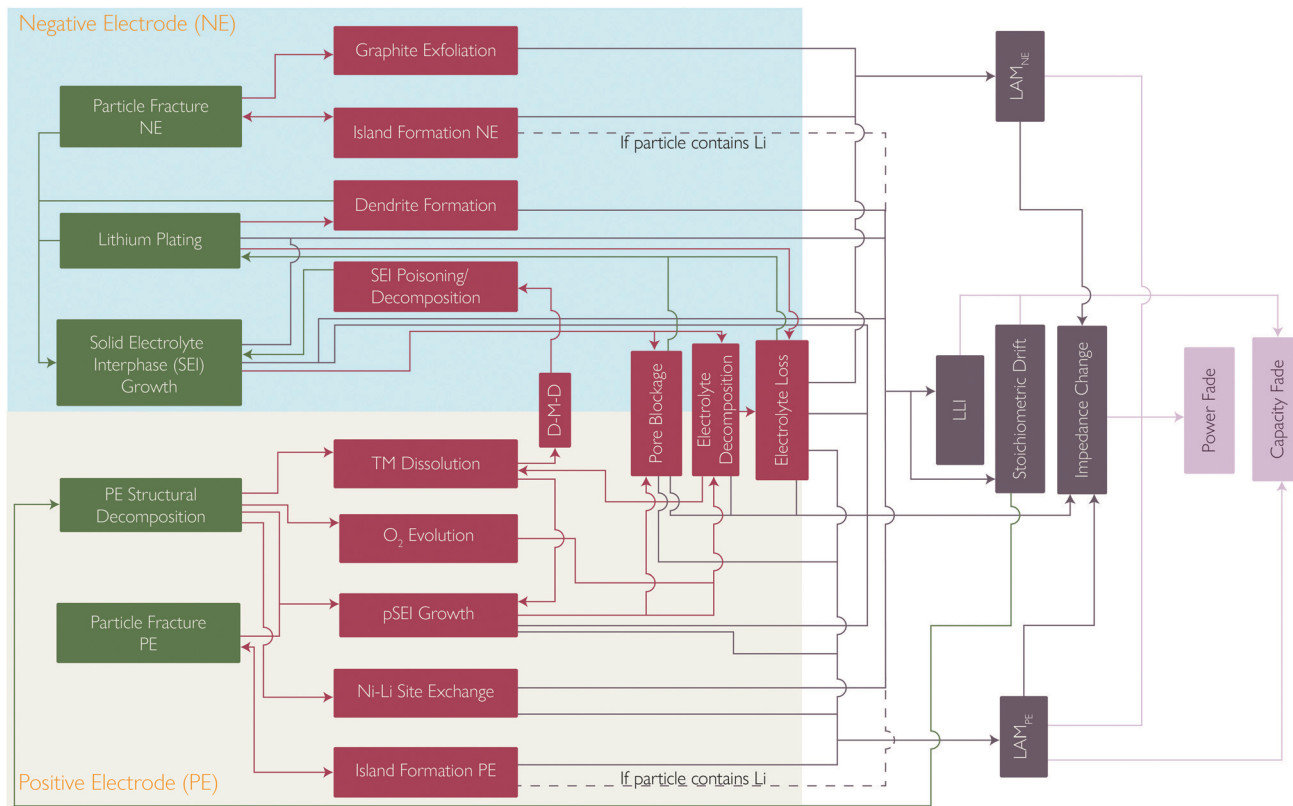 Negative Electrode (NE)
Graphite Exfoliation
Particle Fracture
NE
Island Formation NE
If particle contains Li
Dendrite Formation
Lithium Plating
SEI Poisoning/
Decomposition
Solid Electrolyte
Interphase (SEI)
Growth
D-M-D
Pore Blockage
Electrolyte
Decomposition
Electrolyte Loss
TM Dissolution
PE Structural
Decomposition
O₂ Evolution
pSEI Growth
Particle Fracture
PE
Ni-Li Site Exchange
Island Formation PE
If particle contains Li
Positive Electrode (PE)
LAM_NE
LLI
Stoichiometric Drift
Impedance Change
Power Fade
Capacity Fade
LAM_PE